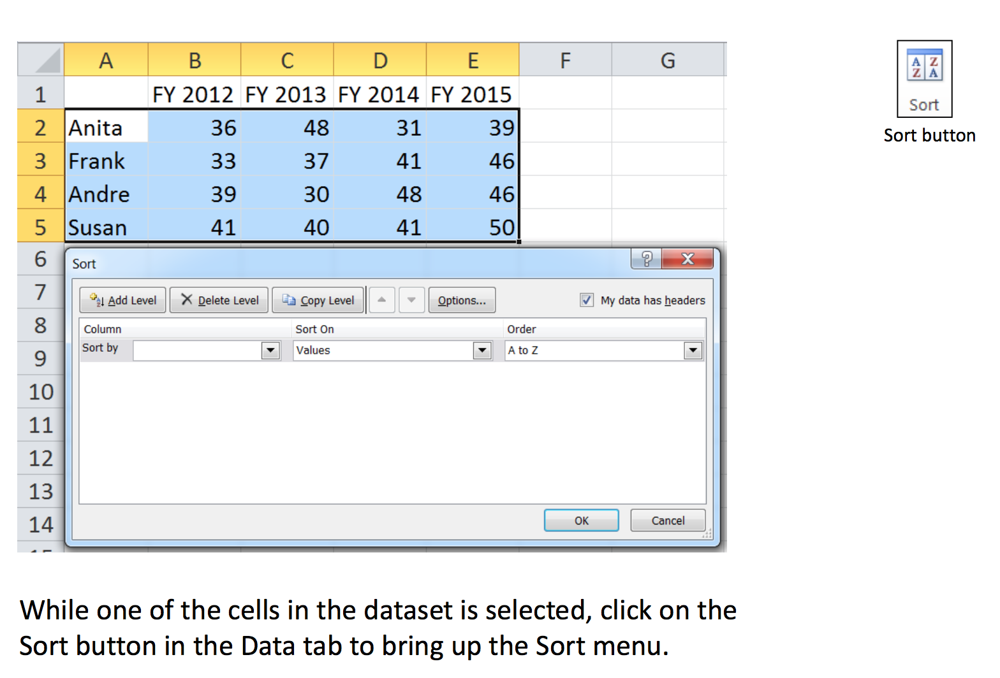 A B C D E F G
1 FY 2012 FY 2013 FY 2014 FY 2015
2 Anita 36 48 31 39
3 Frank 33 37 41 46
4 Andre 39 30 48 46
5 Susan 41 40 41 50
6
7
8
9
10
11
12
13
14
Sort
? X
Add Level Delete Level Copy Level Options... My data has headers
Column Sort On Order
Sort by Values A to Z
OK Cancel
A Z
Z A
Sort
Sort button
While one of the cells in the dataset is selected, click on the
Sort button in the Data tab to bring up the Sort menu.